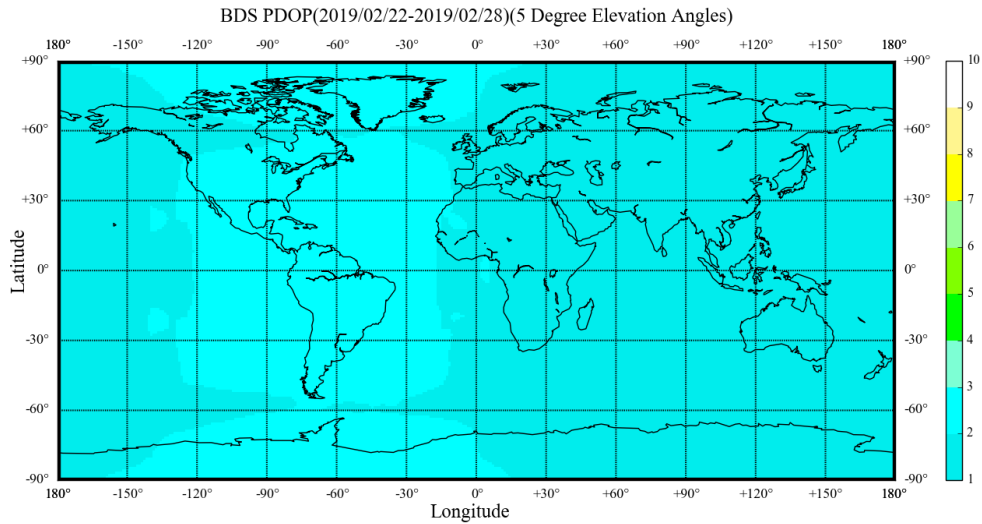 BDS PDOP(2019/02/22-2019/02/28)(5 Degree Elevation Angles)
180° -150° -120° -90° -60° -30° 0° +30° +60° +90° +120° +150° 180°
+90° +90° 10
9
+60° +60°
8
+30° +30°
7
Latitude
6
0° 0°
5
-30° -30°
4
3
-60° -60°
2
-90° -90° 1
180° -150° -120° -90° -60° -30° 0° +30° +60° +90° +120° +150° 180°
Longitude